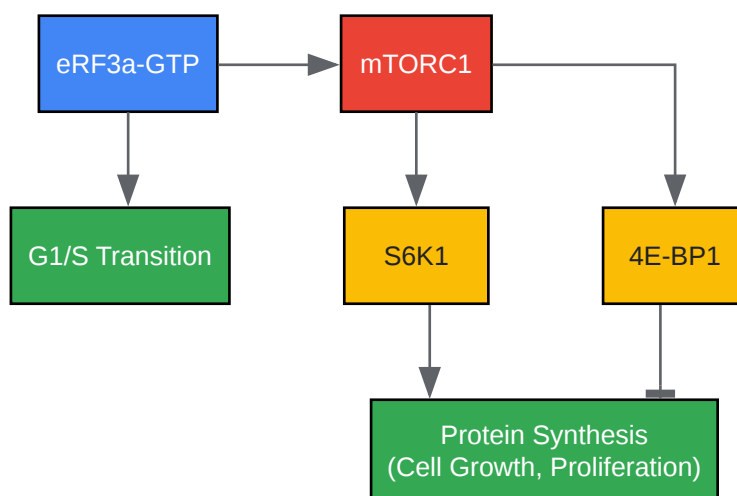 eRF3a-GTP
mTORC1
G1/S Transition
S6K1
4E-BP1
Protein Synthesis
(Cell Growth, Proliferation)